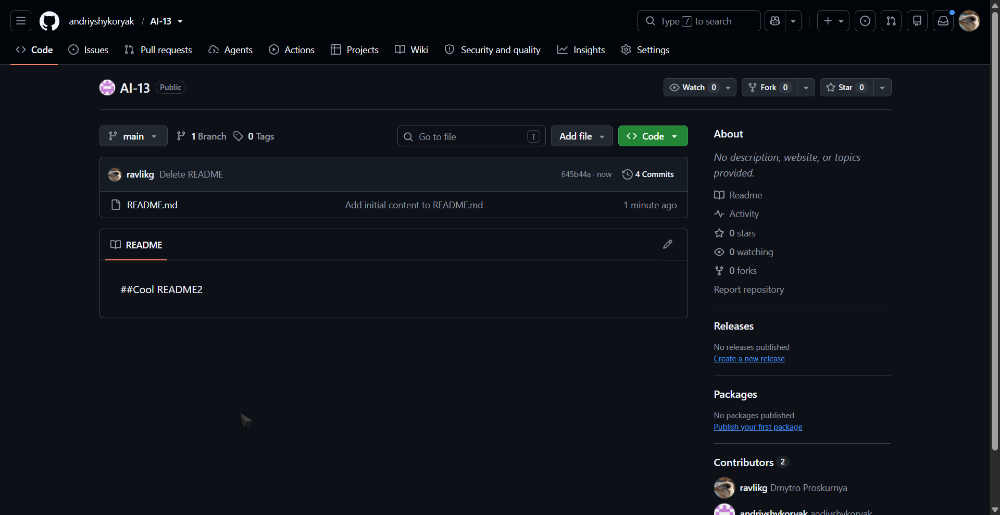 andriyshykoryak / AI-13
Type / to search
Code Issues Pull requests Agents Actions Projects Wiki Security and quality Insights Settings
AI-13 Public
Watch 0 Fork 0 Star 0
main 1 Branch 0 Tags
Go to file T Add file Code
ravlikg Delete README 645b44a · now 4 Commits
README.md Add initial content to README.md 1 minute ago
README
##Cool README2
About
No description, website, or topics
provided.
Readme
Activity
0 stars
0 watching
0 forks
Report repository
Releases
No releases published
Create a new release
Packages
No packages published
Publish your first package
Contributors 2
ravlikg Dmytro Proskurnya
andriyshykoryak andiyshykoryak